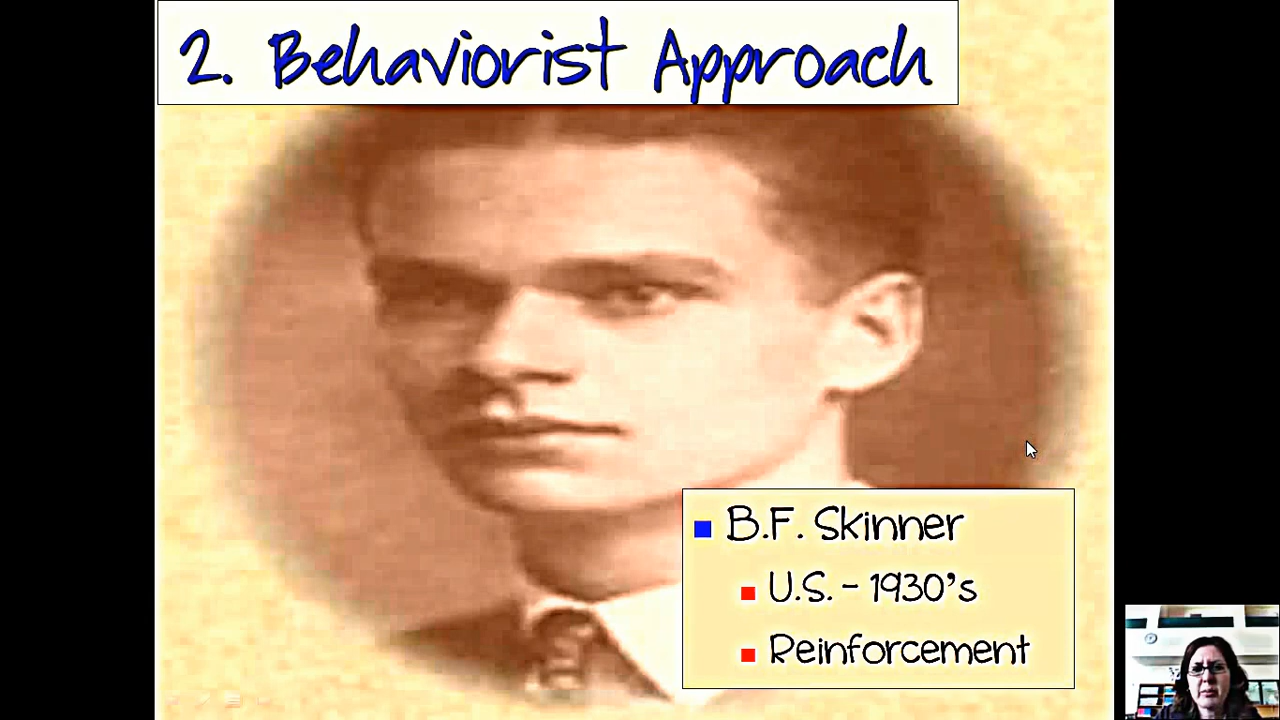 2. Behaviorist Approach
B.F. Skinner
U.S. - 1930's
Reinforcement